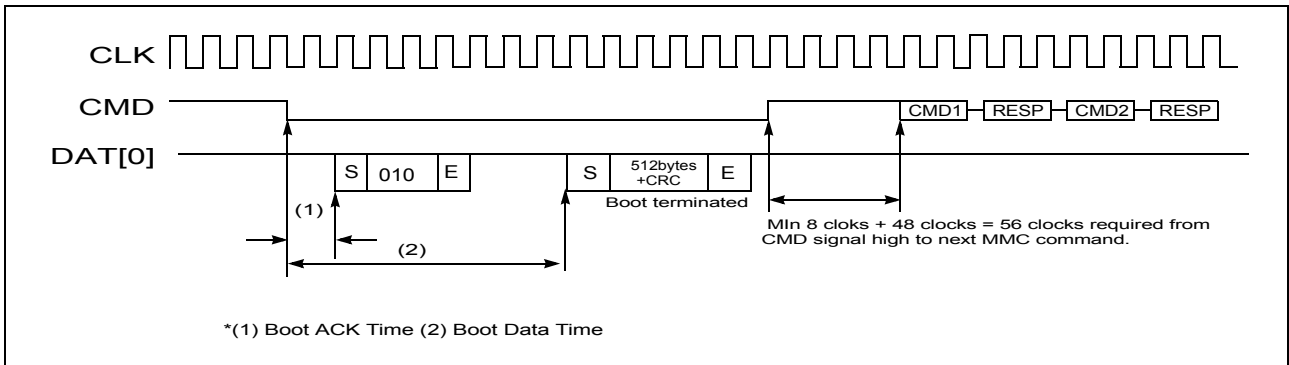 CLK
CMD
CMD1 RESP CMD2 RESP
DAT[0]
S 010 E S 512bytes +CRC E
Boot terminated
(1)
MIn 8 cloks + 48 clocks = 56 clocks required from
CMD signal high to next MMC command.
(2)
*(1) Boot ACK Time (2) Boot Data Time